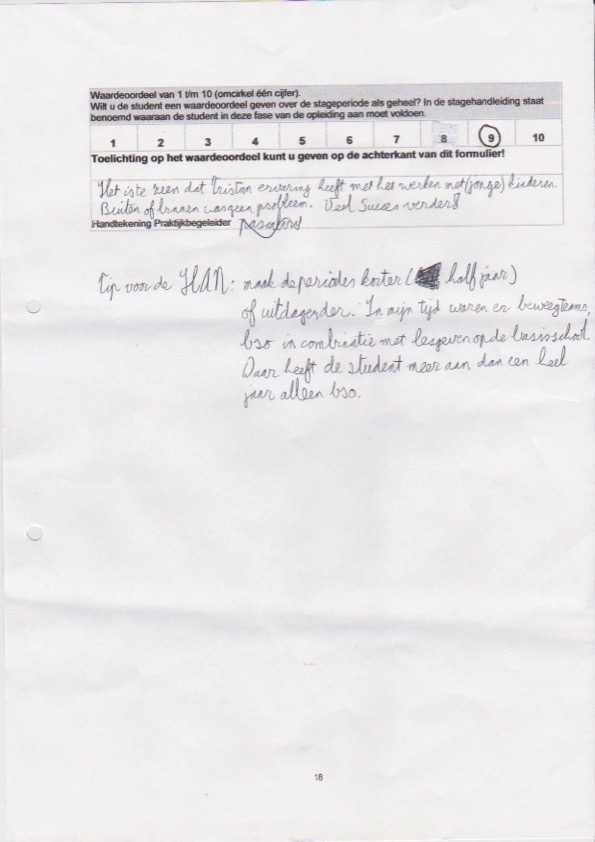 Waardeoordeel van 1 t/m 10 (omcirkel één cijfer).
Wilt u de student een waardeoordeel geven over de stageperiode als geheel? In de stagehandleiding staat
benoemd waaraan de student in deze fase van de opleiding aan moet voldoen.
1 2 3 4 5 6 7 8 9 10
Toelichting op het waardeoordeel kunt u geven op de achterkant van dit formulier!
Het is te zien dat Tristan ervaring heeft met het werken met (jonge) kinderen.
Buiten of binnen was geen probleem. Veel succes verder!
Handtekening Praktijkbegeleider
Tip voor de HAN: maak de periodes korter ( half jaar)
of uitdagender. In mijn tijd waren er beweegteams,
bso in combinatie met lesgeven op de basisschool.
Daar heeft de student meer aan dan een heel
jaar alleen bso.
18